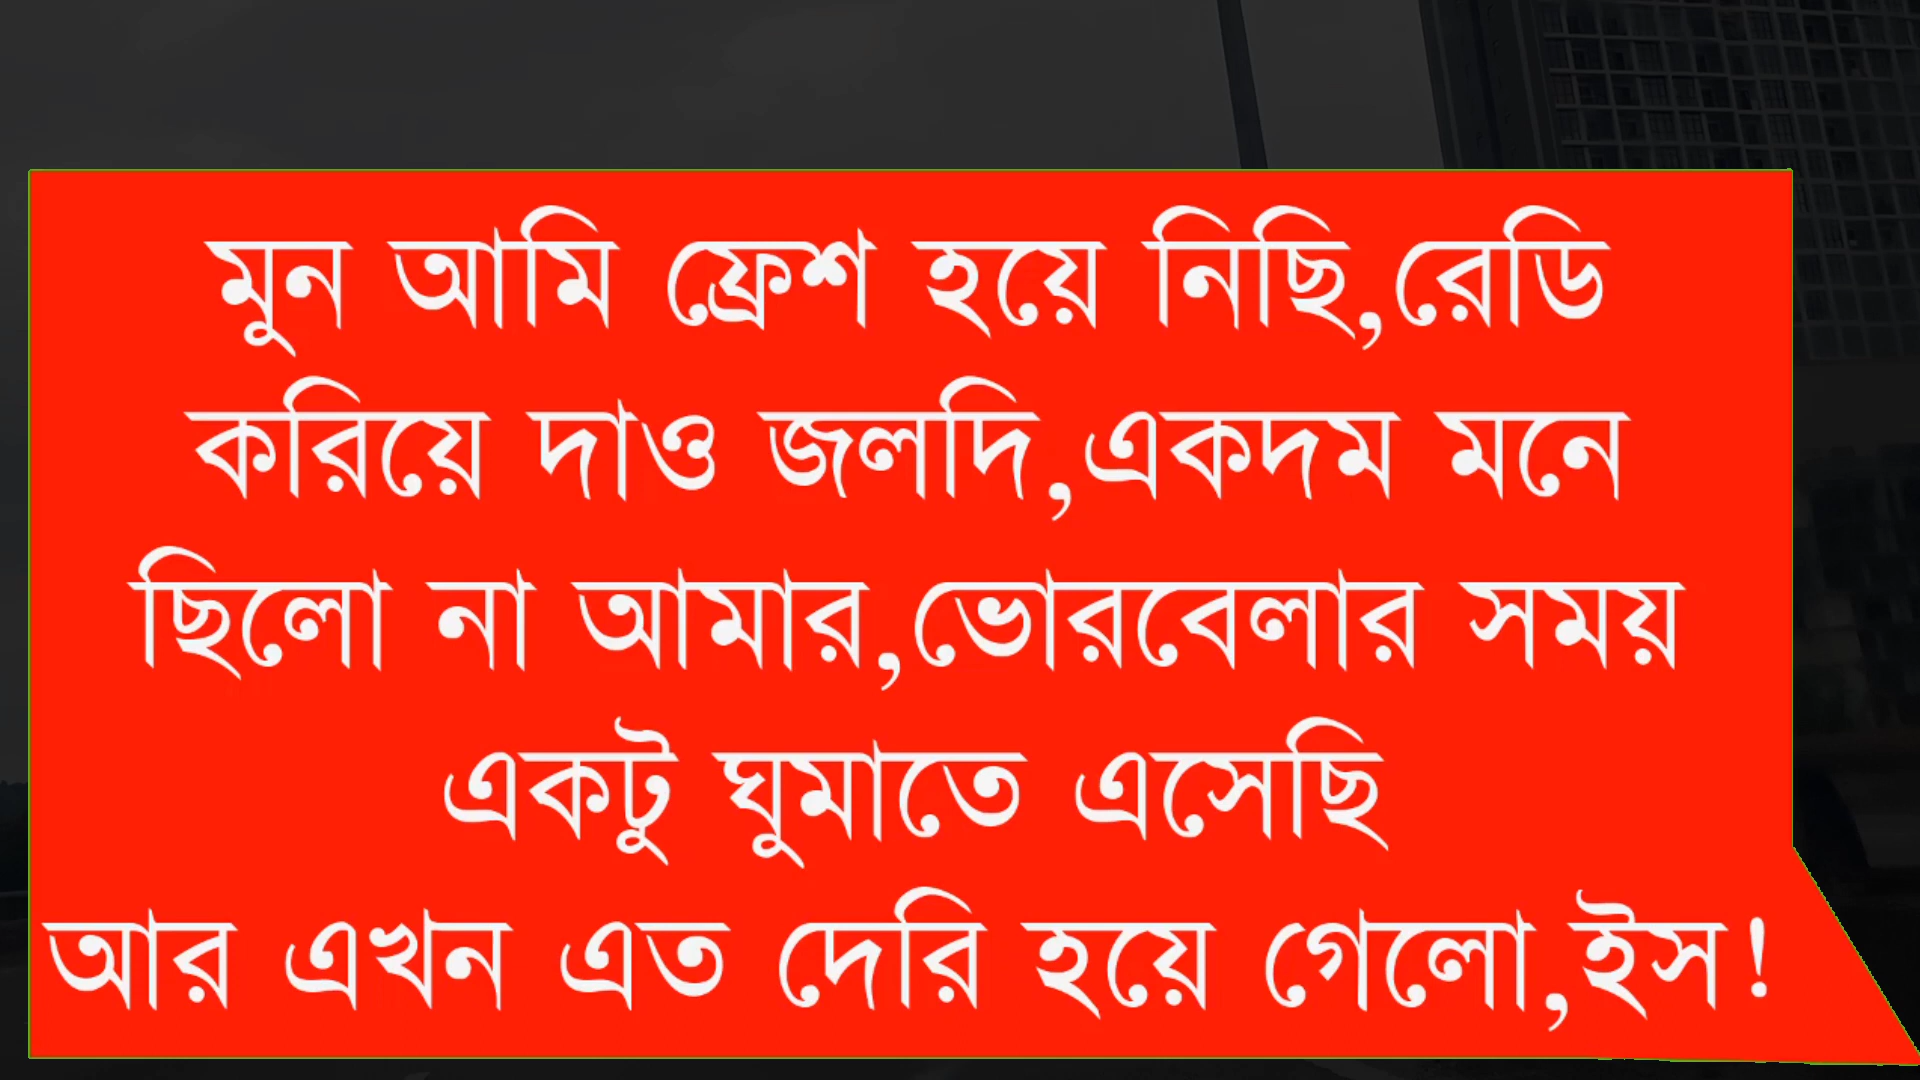 মুন আমি ফ্রেশ হয়ে নিছি,রেডি
করিয়ে দাও জলদি,একদম মনে
ছিলো না আমার,ভোরবেলার সময়
একটু ঘুমাতে এসেছি
আর এখন এত দেরি হয়ে গেলো,ইস!